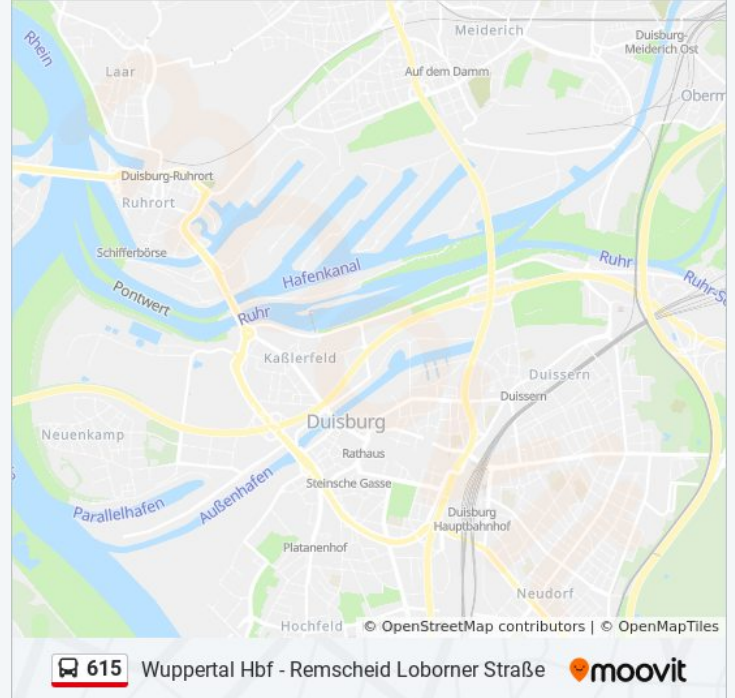 Rhein
Meiderich
Duisburg-
Meiderich Ost
Laar
Auf dem Damm
Oberm
Duisburg-Ruhrort
Ruhrort
Schifferbörse
Hafenkanal
Ruhr
Ruhr-S
Pontwert
Ruhr
Kaßlerfeld
Duissern
Duissern
Duisburg
Neuenkamp
Rathaus
Steinsche Gasse
Außenhafen
Parallelhafen
Duisburg
Hauptbahnhof
Platanenhof
Neudorf
Hochfeld
© OpenStreetMap contributors | © OpenMapTiles
615 Wuppertal Hbf - Remscheid Loborner Straße moovit